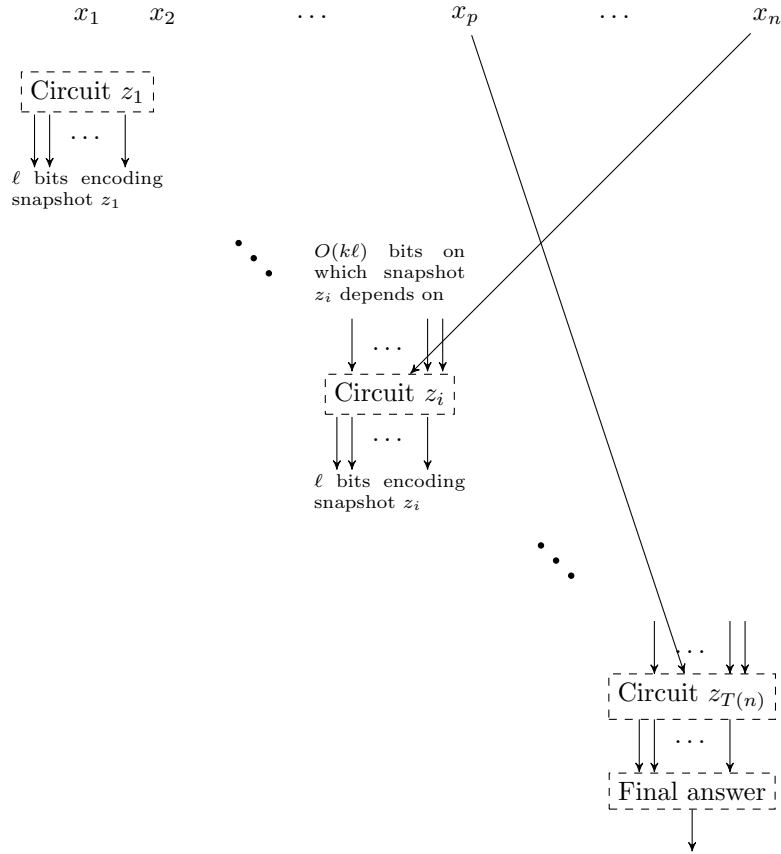 x₁ x₂ ... xₚ ... xₙ
Circuit z₁
...
ℓ bits encoding
snapshot z₁
O(kℓ) bits on
which snapshot
zᵢ depends on
...
Circuit zᵢ
...
ℓ bits encoding
snapshot zᵢ
...
Circuit z_{T(n)}
...
Final answer